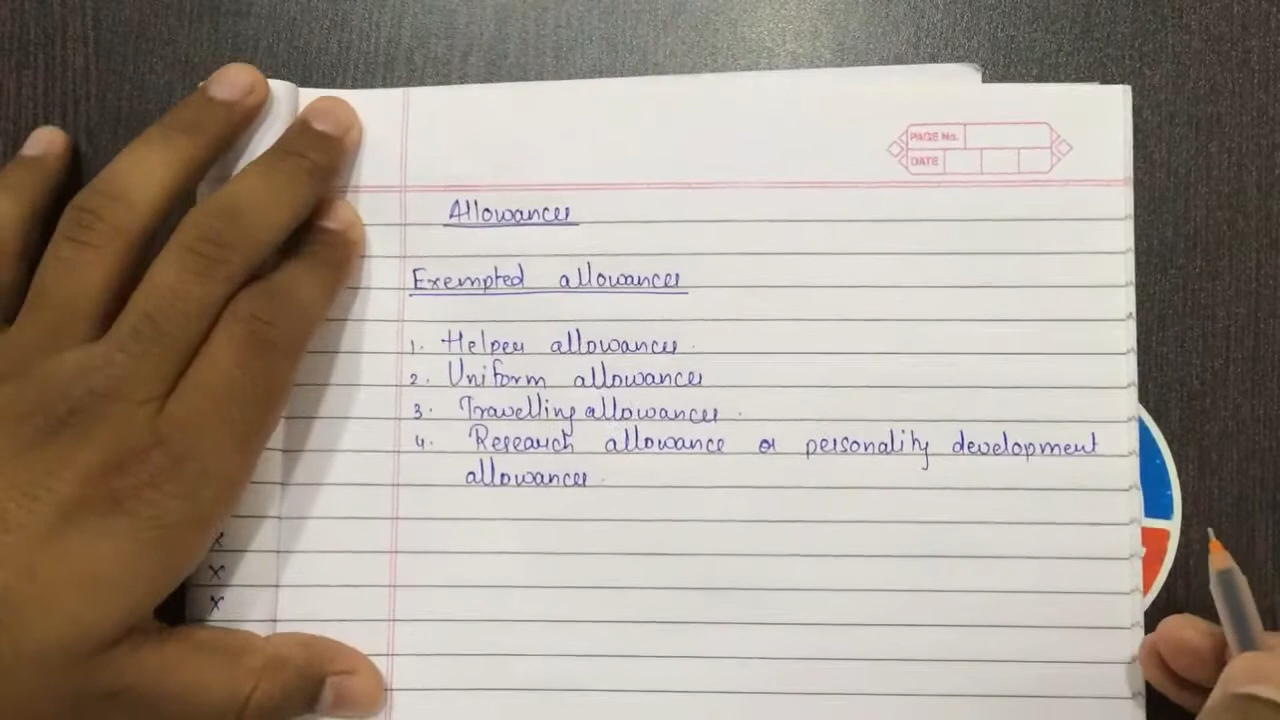 PAGE No.
DATE
Allowances
Exempted allowances
1. Helper allowances.
2. Uniform allowances
3. Travelling allowances.
4. Research allowance or personality development
allowances.
x
x
x